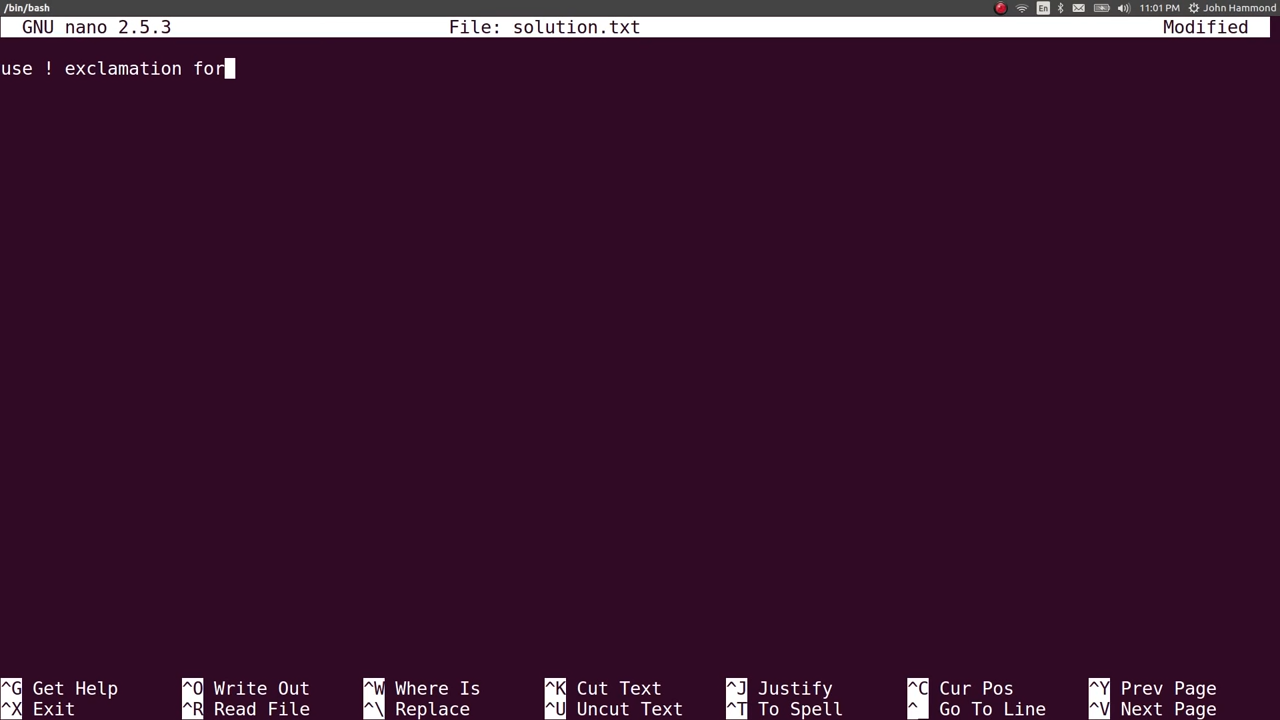 /bin/bash En 11:01 PM John Hammond
GNU nano 2.5.3 File: solution.txt Modified
use ! exclamation for
^G Get Help ^O Write Out ^W Where Is ^K Cut Text ^J Justify ^C Cur Pos ^Y Prev Page
^X Exit ^R Read File ^\ Replace ^U Uncut Text ^T To Spell ^_ Go To Line ^V Next Page